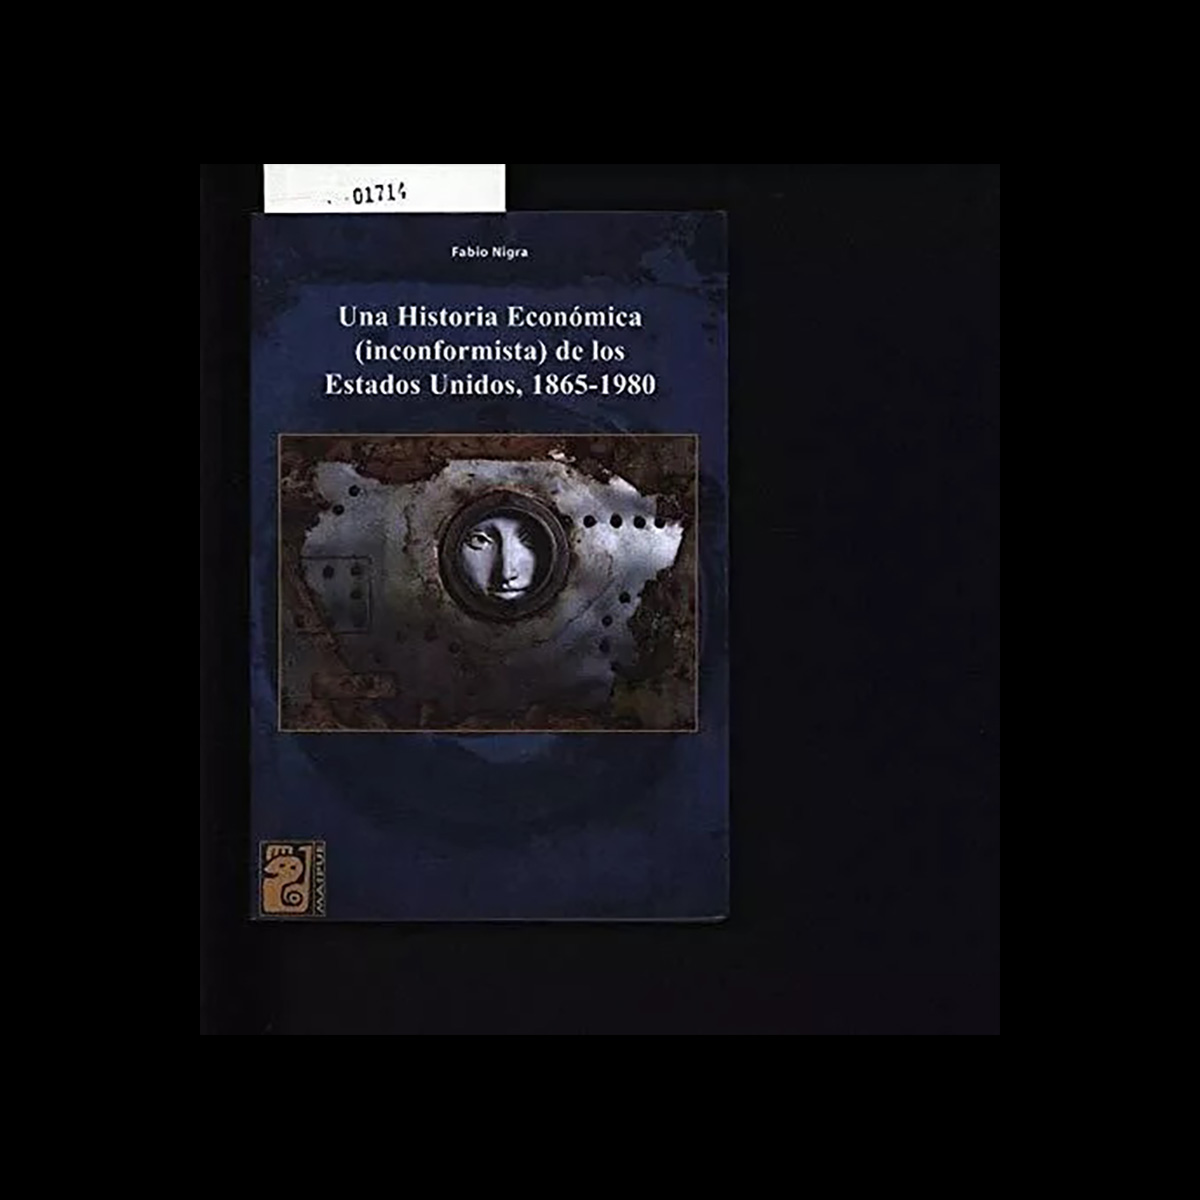 01714
Fabio Nigra
Una Historia Económica
(inconformista) de los
Estados Unidos, 1865-1980
MAIPUE